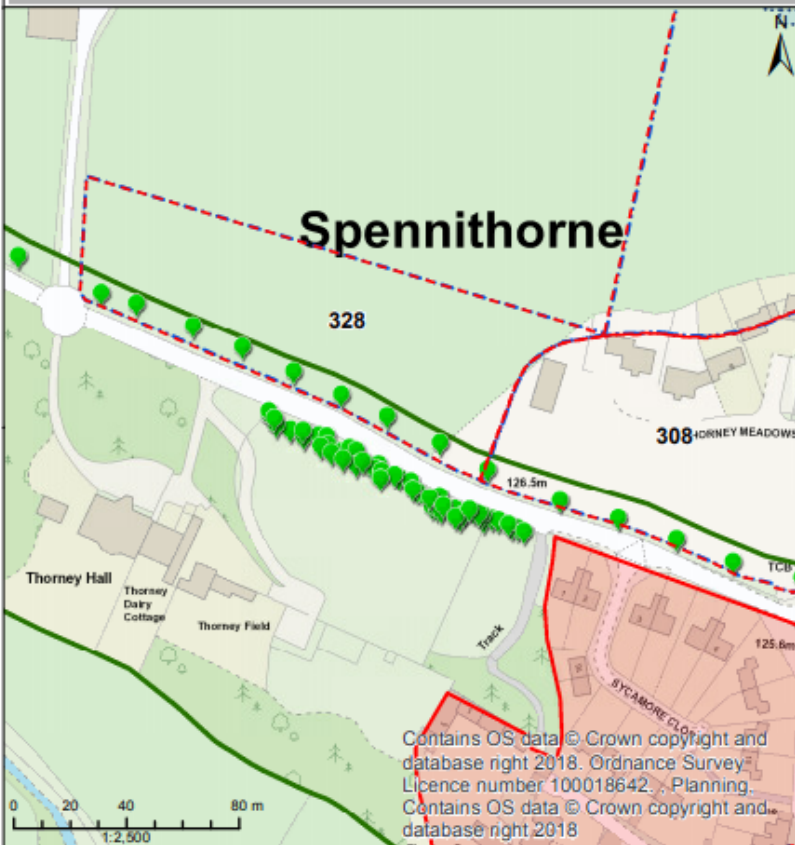 N
Spennithorne
328
308
HORNEY MEADOWS
126.5m
TCB
Thorney Hall
Thorney
Dairy
Cottage
Thorney Field
Track
125.6m
SYCAMORE CLO
Contains OS data © Crown copyright and
database right 2018. Ordnance Survey
Licence number 100018642. , Planning,
Contains OS data © Crown copyright and
database right 2018
0 20 40 80 m
1:2,500